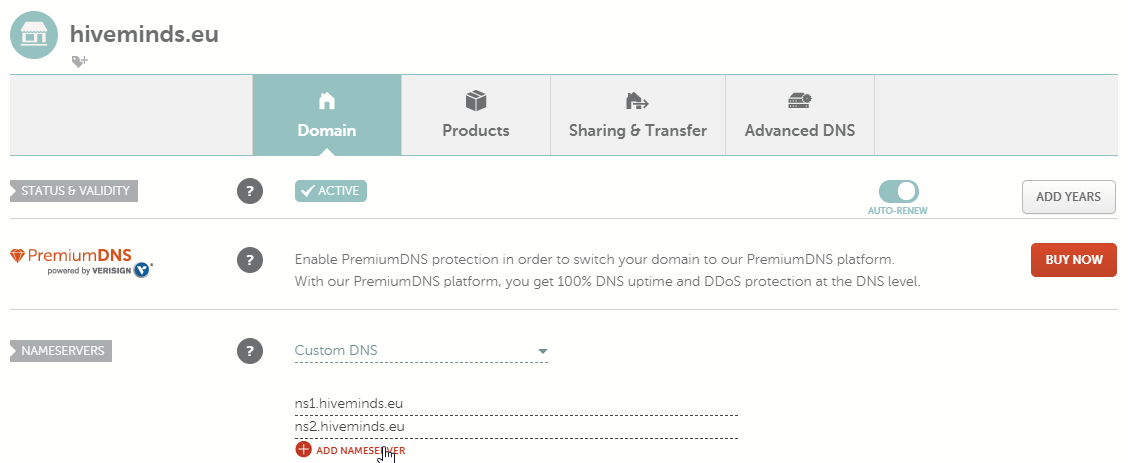 hiveminds.eu
Domain
Products
Sharing & Transfer
Advanced DNS
STATUS & VALIDITY
?
ACTIVE
AUTO-RENEW
ADD YEARS
PremiumDNS
powered by VERISIGN
?
Enable PremiumDNS protection in order to switch your domain to our PremiumDNS platform.
With our PremiumDNS platform, you get 100% DNS uptime and DDoS protection at the DNS level.
BUY NOW
NAMESERVERS
?
Custom DNS
ns1.hiveminds.eu
ns2.hiveminds.eu
ADD NAMESERVER